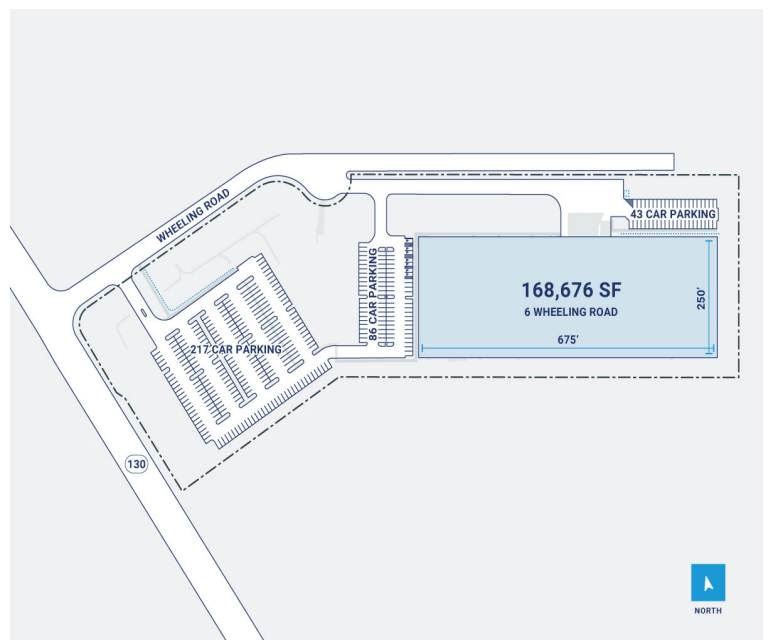 WHEELING ROAD
43 CAR PARKING
86 CAR PARKING
168,676 SF
6 WHEELING ROAD
250'
675'
217 CAR PARKING
130
NORTH